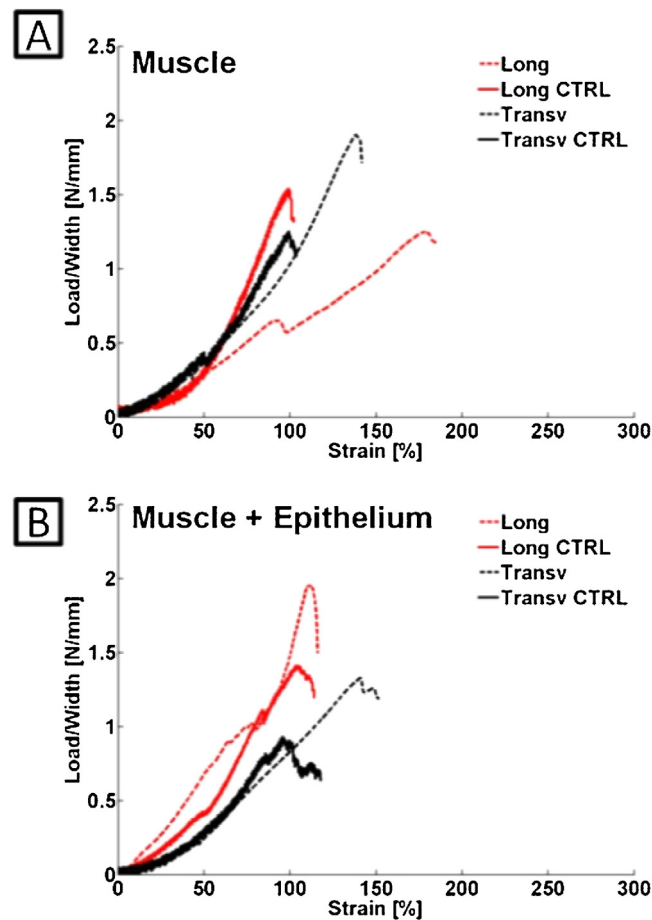 A
Muscle
Long
Long CTRL
Transv
Transv CTRL
Load/Width [N/mm]
2.5
2
1.5
1
0.5
0
0 50 100 150 200 250 300
Strain [%]
B
Muscle + Epithelium
Long
Long CTRL
Transv
Transv CTRL
Load/Width [N/mm]
2.5
2
1.5
1
0.5
0
0 50 100 150 200 250 300
Strain [%]